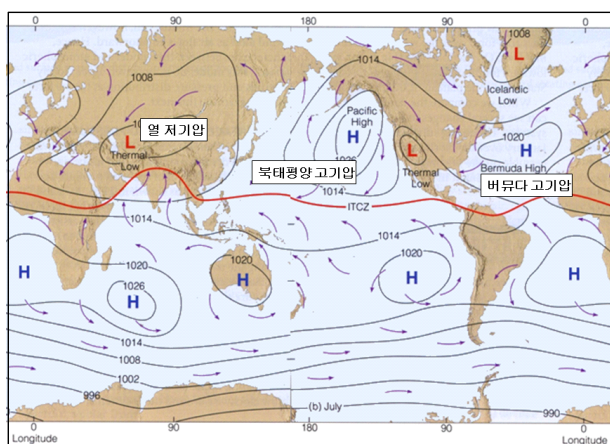 0 90 180 90 0
1008
L
Icelandic Low
1014
1008
Pacific High
H
1020
H
Bermuda High
열 저기압
L
Thermal Low
북태평양 고기압
L
Thermal Low
버뮤다 고기압
1014
ITCZ
1014
1014
H
1020
1020
H
H
H
1026
H
1014
1008
1002
996
(b) July
990
0 90 180 90 0
Longitude
Longitude